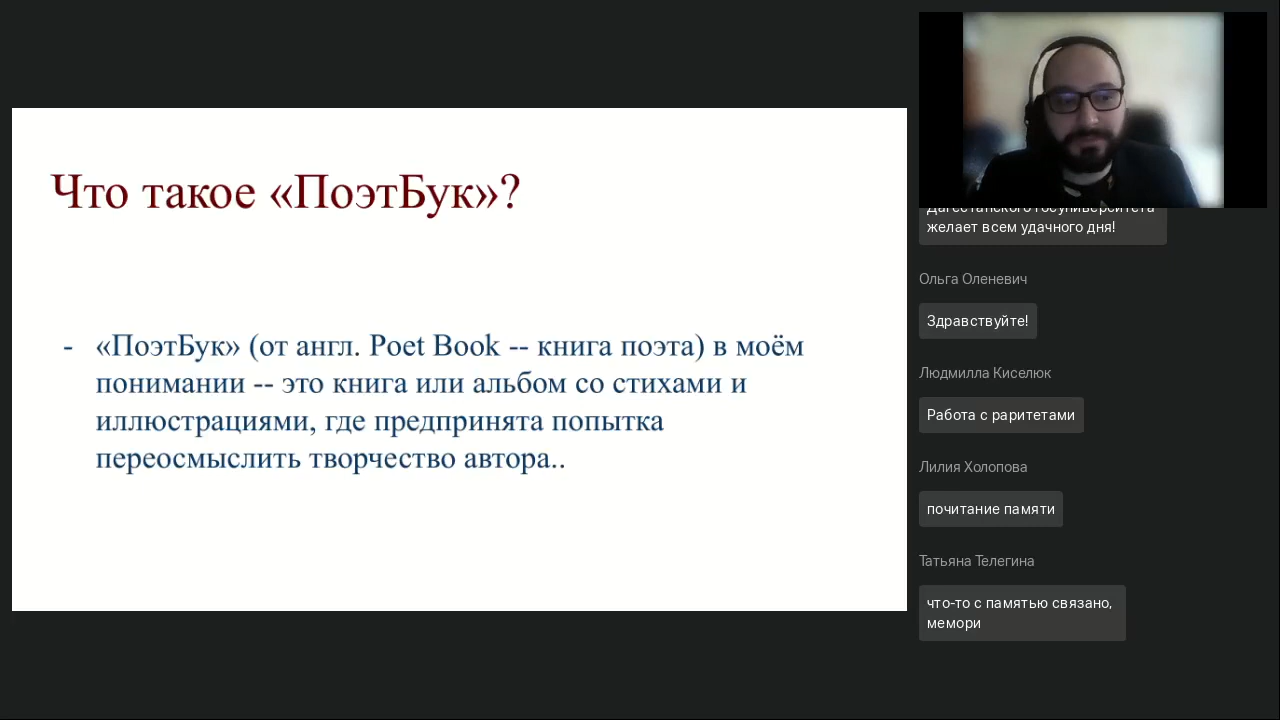 Что такое «ПоэтБук»?
- «ПоэтБук» (от англ. Poet Book -- книга поэта) в моём
понимании -- это книга или альбом со стихами и
иллюстрациями, где предпринята попытка
переосмыслить творчество автора..
Дагестанского госуниверситета
желает всем удачного дня!
Ольга Оленевич
Здравствуйте!
Людмилла Киселюк
Работа с раритетами
Лилия Холопова
почитание памяти
Татьяна Телегина
что-то с памятью связано,
мемори